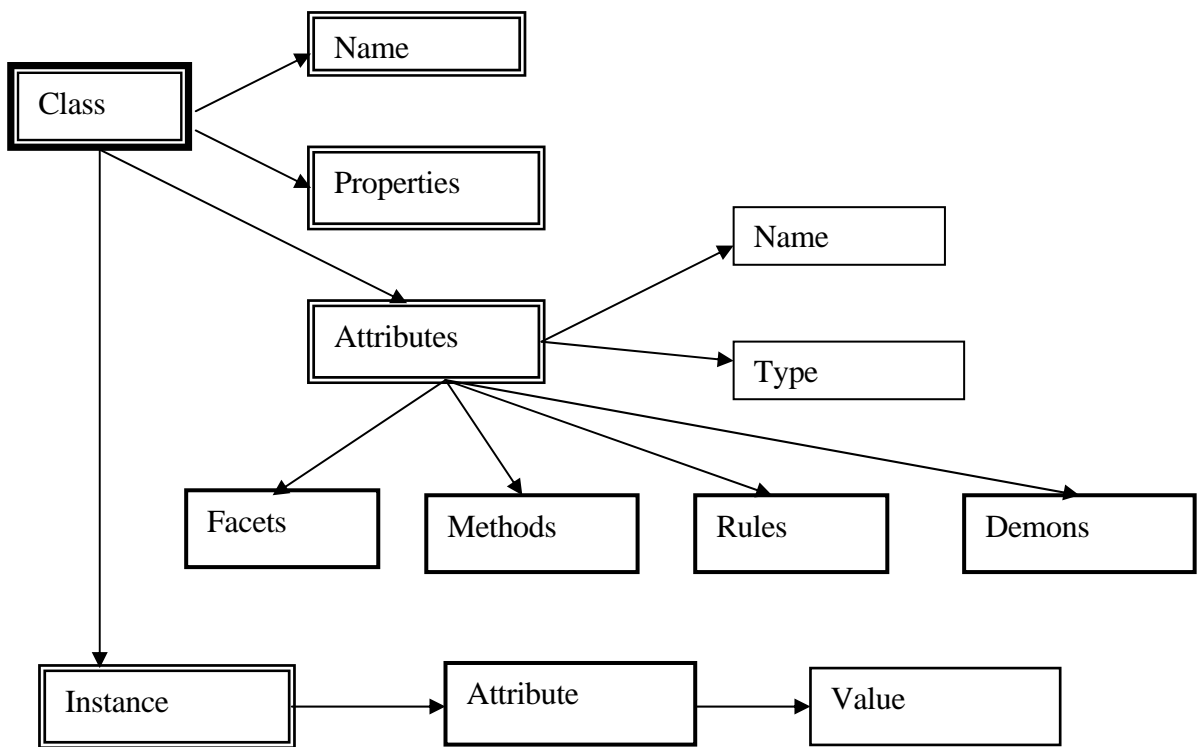 Name
Class
Properties
Name
Attributes
Type
Facets
Methods
Rules
Demons
Instance
Attribute
Value